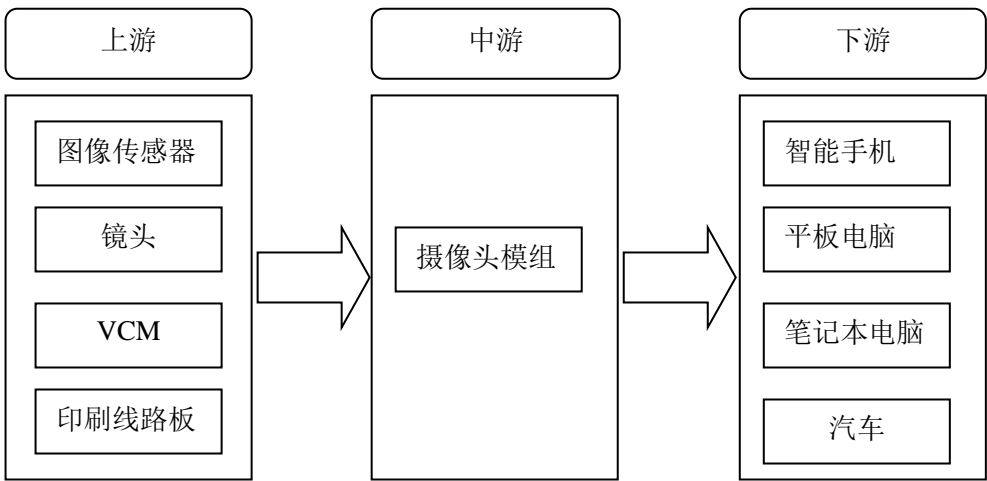 上游
中游
下游
图像传感器
镜头
VCM
印刷线路板
摄像头模组
智能手机
平板电脑
笔记本电脑
汽车